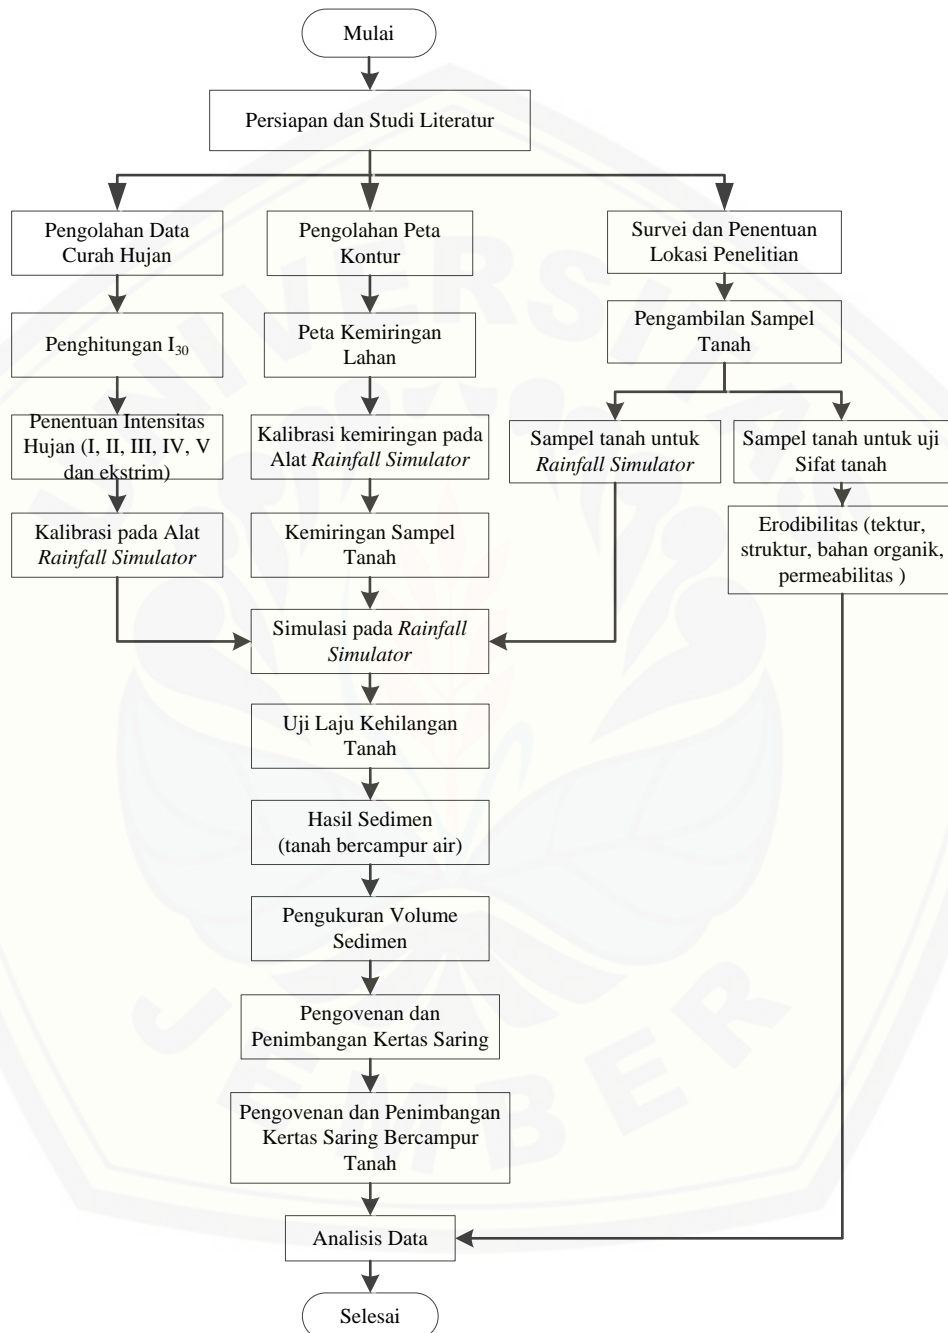 Mulai
Persiapan dan Studi Literatur
Pengolahan Data
Curah Hujan
Pengolahan Peta
Kontur
Survei dan Penentuan
Lokasi Penelitian
Penghitungan I30
Peta Kemiringan
Lahan
Pengambilan Sampel
Tanah
Penentuan Intensitas
Hujan (I, II, III, IV, V
dan ekstrim)
Kalibrasi kemiringan pada
Alat Rainfall Simulator
Sampel tanah untuk
Rainfall Simulator
Sampel tanah untuk uji
Sifat tanah
Kalibrasi pada Alat
Rainfall Simulator
Kemiringan Sampel
Tanah
Erodibilitas (tektur,
struktur, bahan organik,
permeabilitas )
Simulasi pada Rainfall
Simulator
Uji Laju Kehilangan
Tanah
Hasil Sedimen
(tanah bercampur air)
Pengukuran Volume
Sedimen
Pengovenan dan
Penimbangan Kertas Saring
Pengovenan dan Penimbangan
Kertas Saring Bercampur
Tanah
Analisis Data
Selesai
UNIVERSITAS
JEMBER